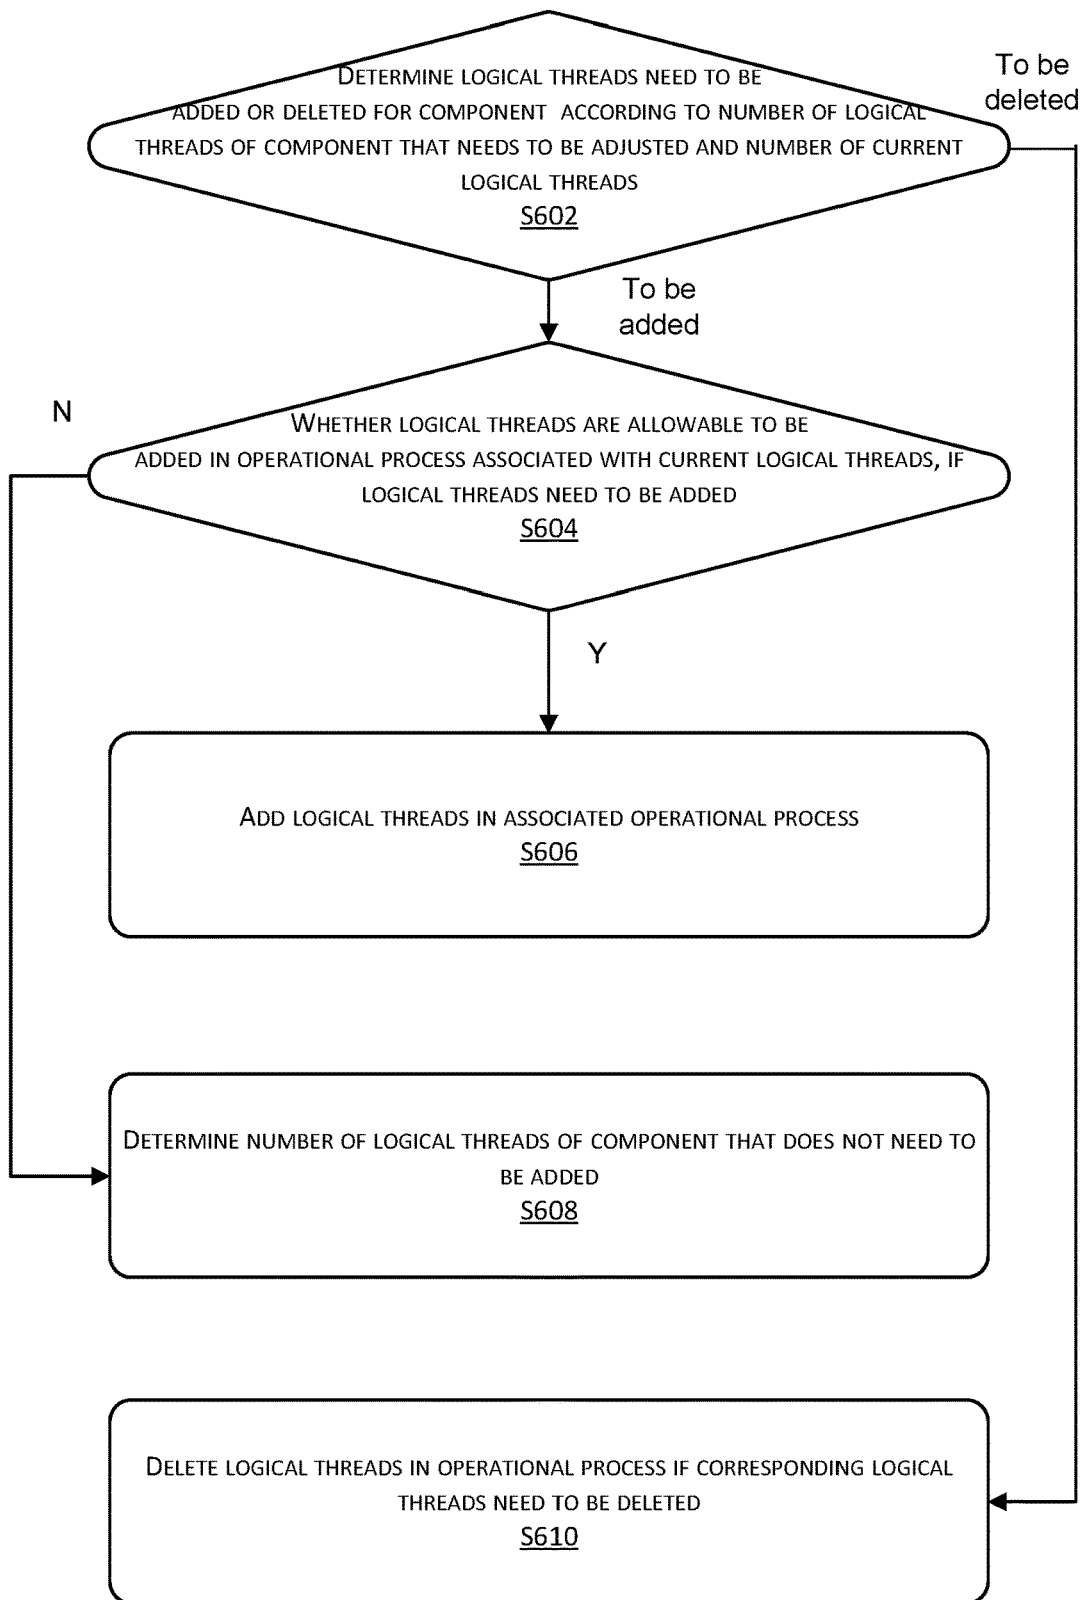 To be
deleted
Determine logical threads need to be
added or deleted for component according to number of logical
threads of component that needs to be adjusted and number of current
logical threads
S602
To be
added
N
Whether logical threads are allowable to be
added in operational process associated with current logical threads, if
logical threads need to be added
S604
Y
Add logical threads in associated operational process
S606
Determine number of logical threads of component that does not need to
be added
S608
Delete logical threads in operational process if corresponding logical
threads need to be deleted
S610